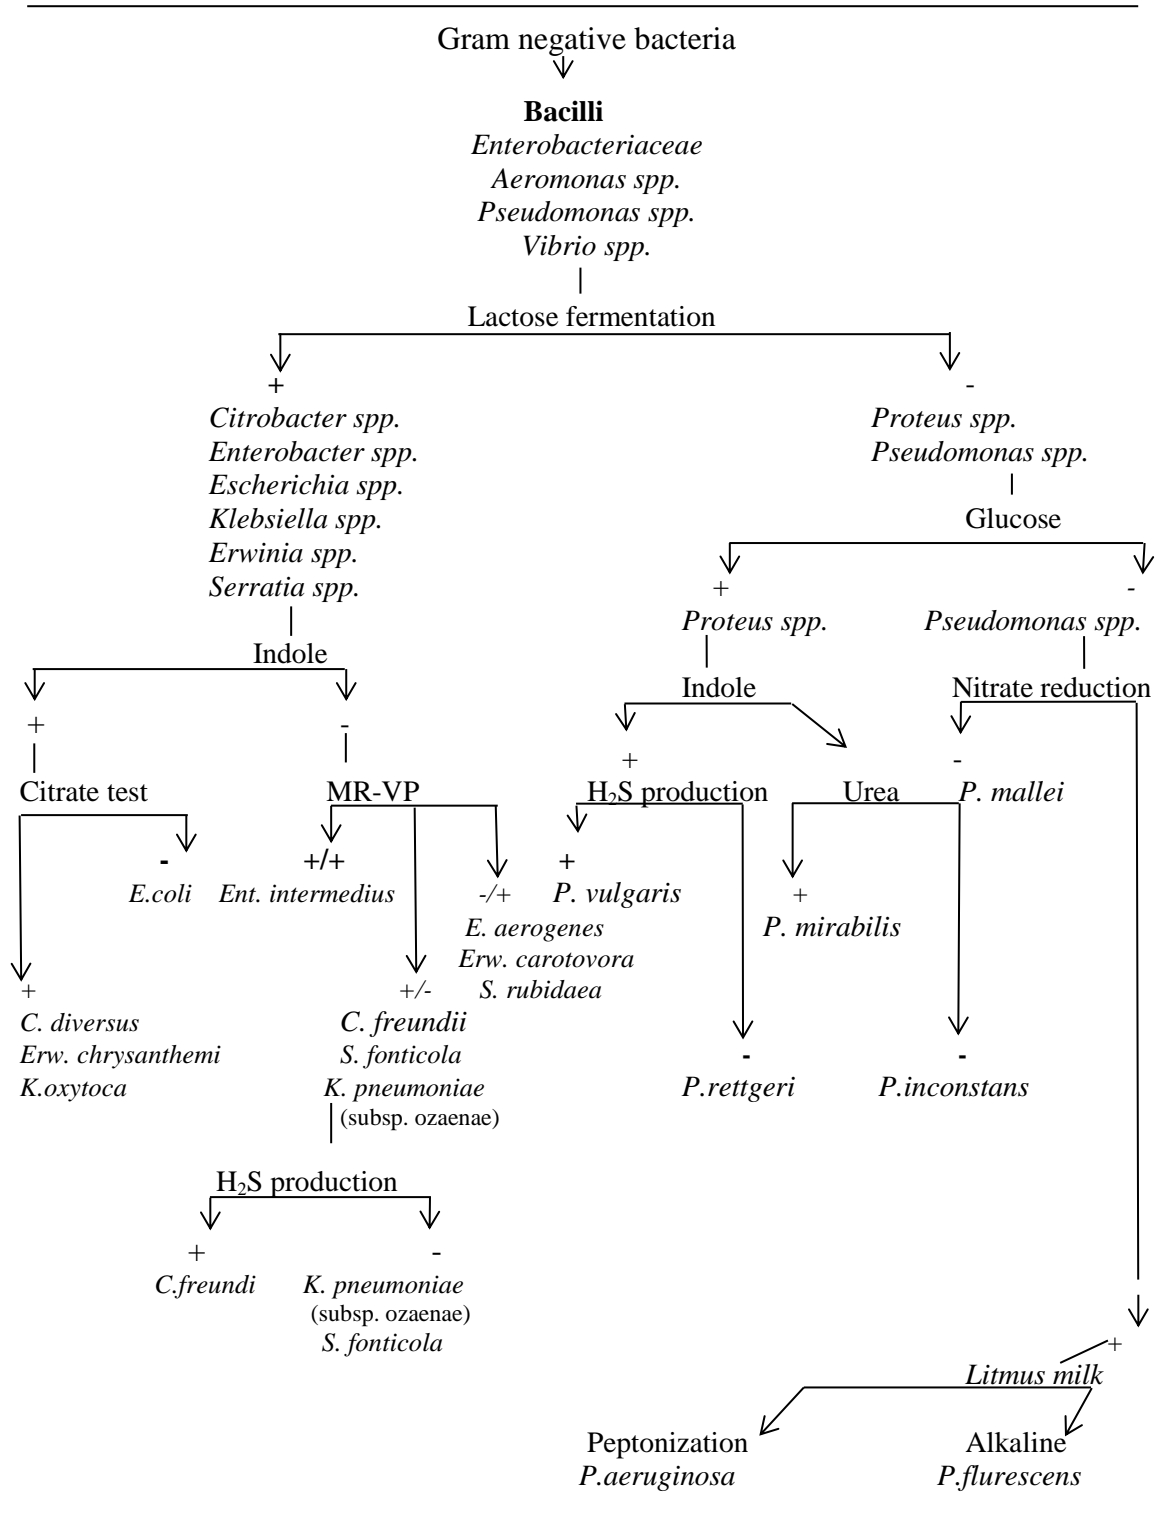 Gram negative bacteria
Bacilli
Enterobacteriaceae
Aeromonas spp.
Pseudomonas spp.
Vibrio spp.
Lactose fermentation
+
Citrobacter spp.
Enterobacter spp.
Escherichia spp.
Klebsiella spp.
Erwinia spp.
Serratia spp.
-
Proteus spp.
Pseudomonas spp.
Glucose
+
Proteus spp.
-
Pseudomonas spp.
Indole
+
-
Citrate test
-
E.coli
+
C. diversus
Erw. chrysanthemi
K.oxytoca
MR-VP
+/+
Ent. intermedius
-/+
E. aerogenes
Erw. carotovora
S. rubidaea
+/-
C. freundii
S. fonticola
K. pneumoniae
(subsp. ozaenae)
H₂S production
+
C.freundi
-
K. pneumoniae
(subsp. ozaenae)
S. fonticola
Indole
+
H₂S production
+
P. vulgaris
-
P.rettgeri
Urea
+
P. mirabilis
-
P.inconstans
Nitrate reduction
-
P. mallei
+
Litmus milk
Peptonization
P.aeruginosa
Alkaline
P.flurescens